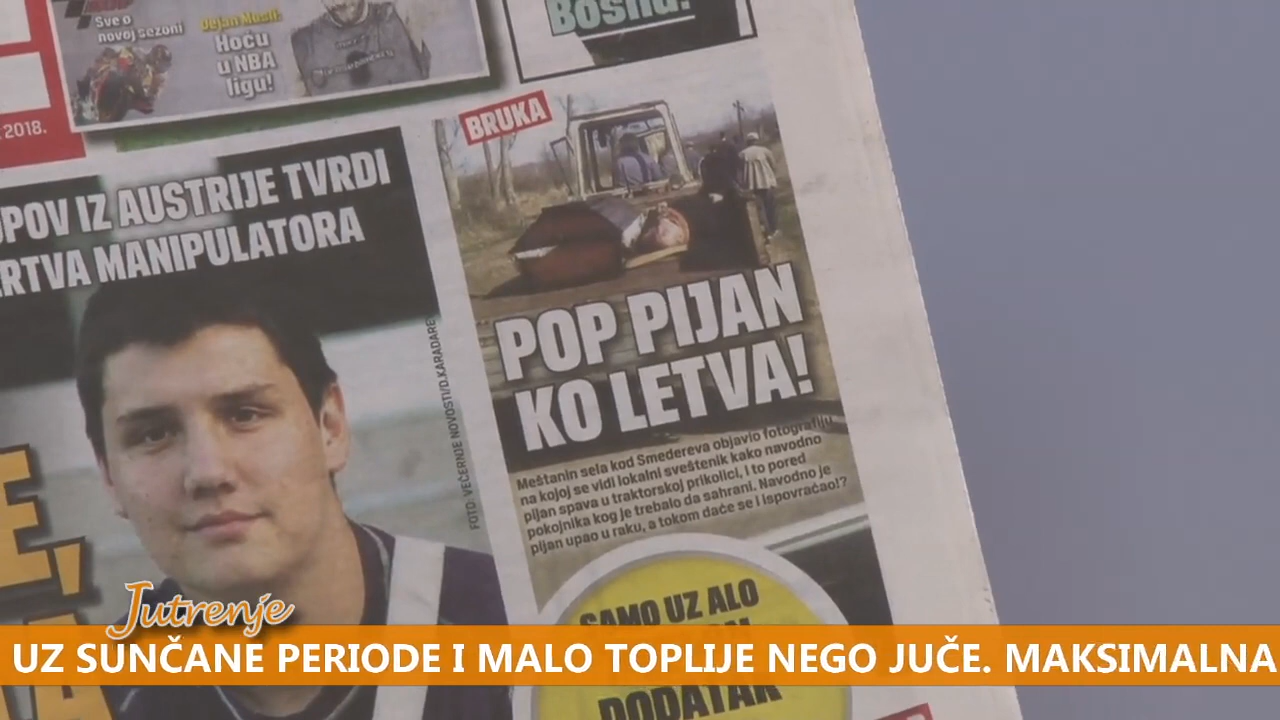 Sve o
novoj sezoni
Dejan Musli:
Hoću
u NBA
ligu!
Bosnu!
2018.
IZ AUSTRIJE TVRDI
MANIPULATORA
FOTO: VEČERNJE NOVOSTI/D.KARADARE
BRUKA
POP PIJAN
KO LETVA!
Meštanin sela kod Smedereva objavio fotografiju
na kojoj se vidi lokalni sveštenik kako navodno
pijan spava u traktorskoj prikolici, i to pored
pokojnika kog je trebalo da sahrani. Navodno je
pijan upao u raku, a tokom daće se i ispovraćao!?
SAMO UZ ALO
DODATAK
Jutrenje
UZ SUNČANE PERIODE I MALO TOPLIJE NEGO JUČE. MAKSIMALNA